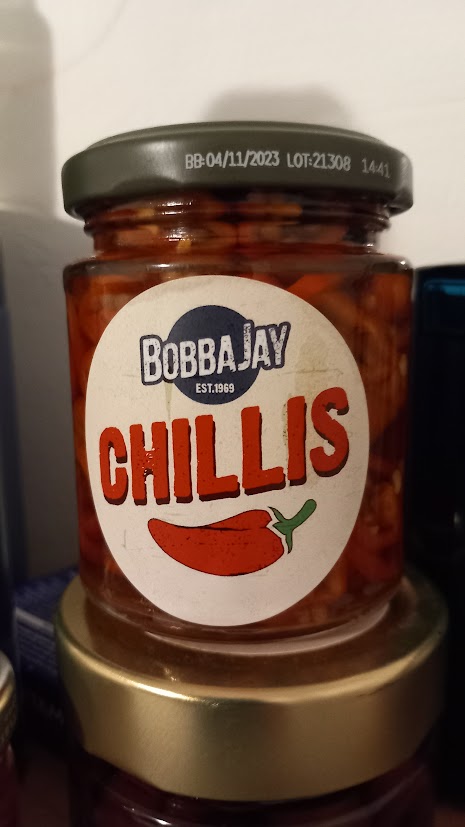 BB:04/11/2023 LOT:21308 14:41
BOBBAJAY
EST.1969
CHILLIS